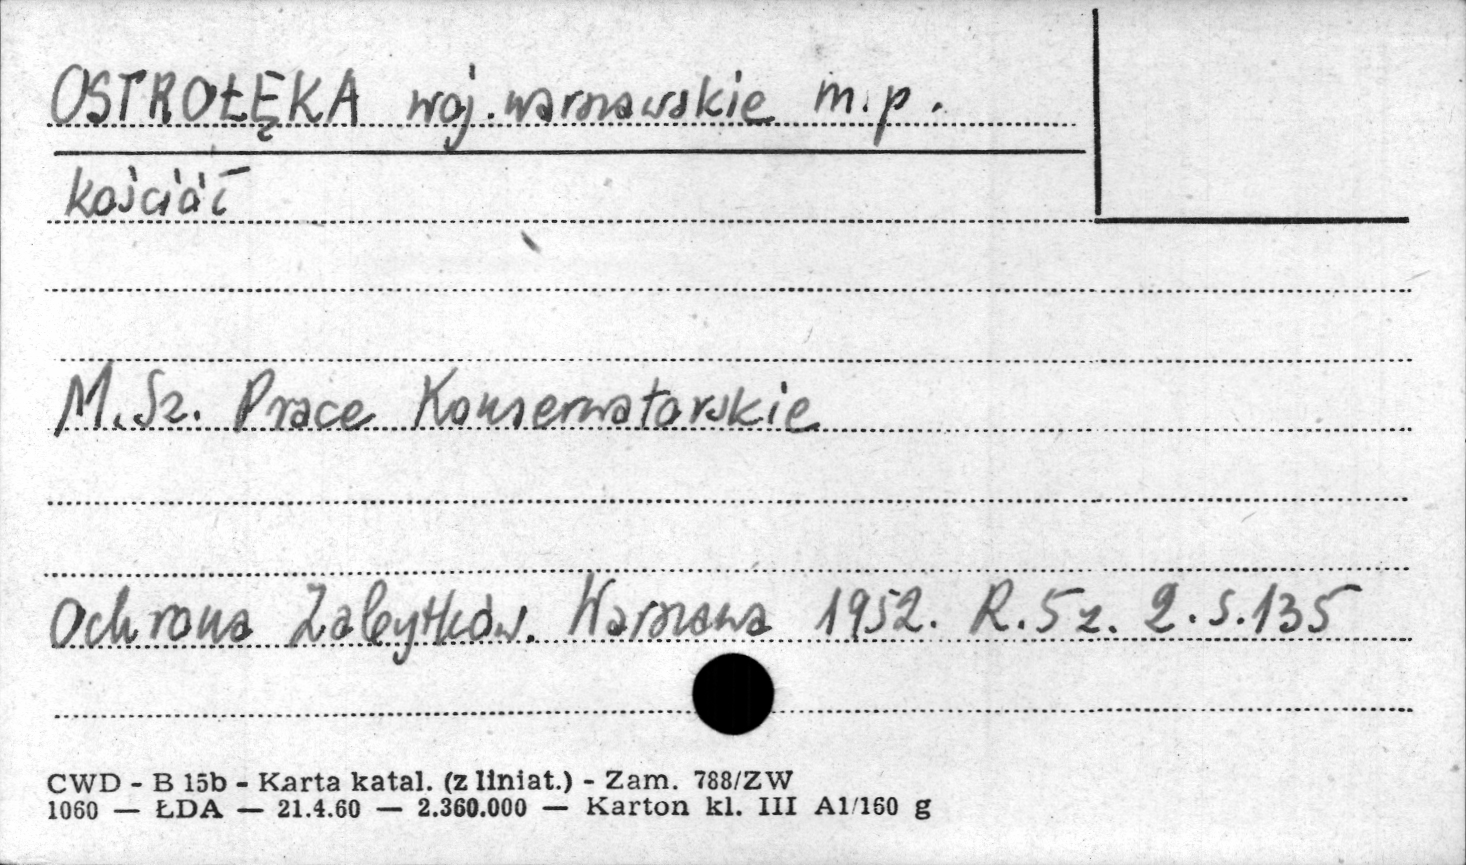 OSTROŁĘKA woj. warszawskie m.p.
kościół
M.Sz. Prace Konserwatorskie
Ochrona Zabytków. Warszawa 1952. R.5 z. 2. s.135
CWD - B 15b - Karta katal. (z liniat.) - Zam. 788/ZW
1060 — ŁDA — 21.4.60 — 2.360.000 — Karton kl. III A1/160 g